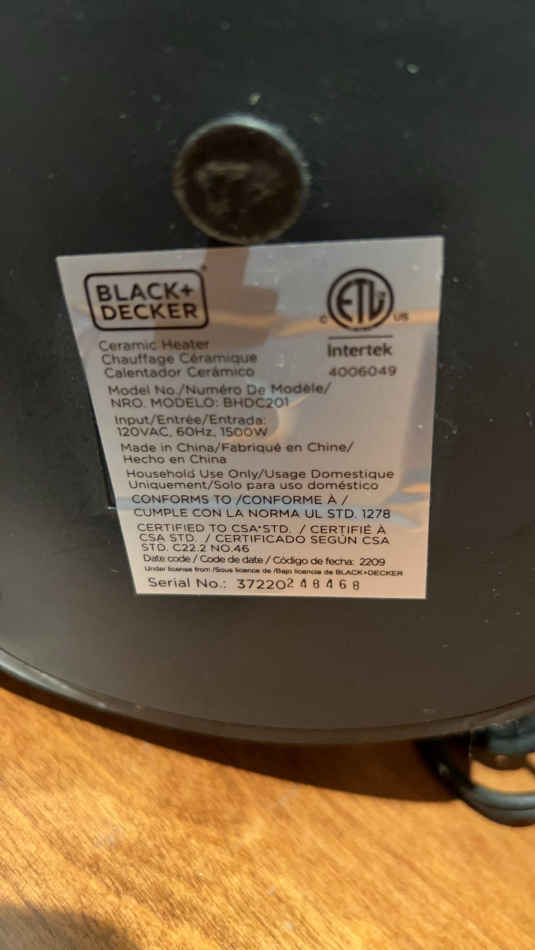 BLACK+
DECKER
ETL
C US
Intertek
4006049
Ceramic Heater
Chauffage Céramique
Calentador Cerámico
Model No./Numéro De Modèle/
NRO. MODELO: BHDC201
Input/Entrée/Entrada:
120VAC, 60Hz, 1500W
Made in China/Fabriqué en Chine/
Hecho en China
Household Use Only/Usage Domestique
Uniquement/Solo para uso doméstico
CONFORMS TO /CONFORME À /
CUMPLE CON LA NORMA UL STD. 1278
CERTIFIED TO CSA*STD. / CERTIFIÉ À
CSA STD. / CERTIFICADO SEGÚN CSA
STD. C22.2 NO.46
Date code / Code de date / Código de fecha: 2209
Under license from /Sous licence de /Bajo licencia de BLACK+DECKER
Serial No.: 37220248468